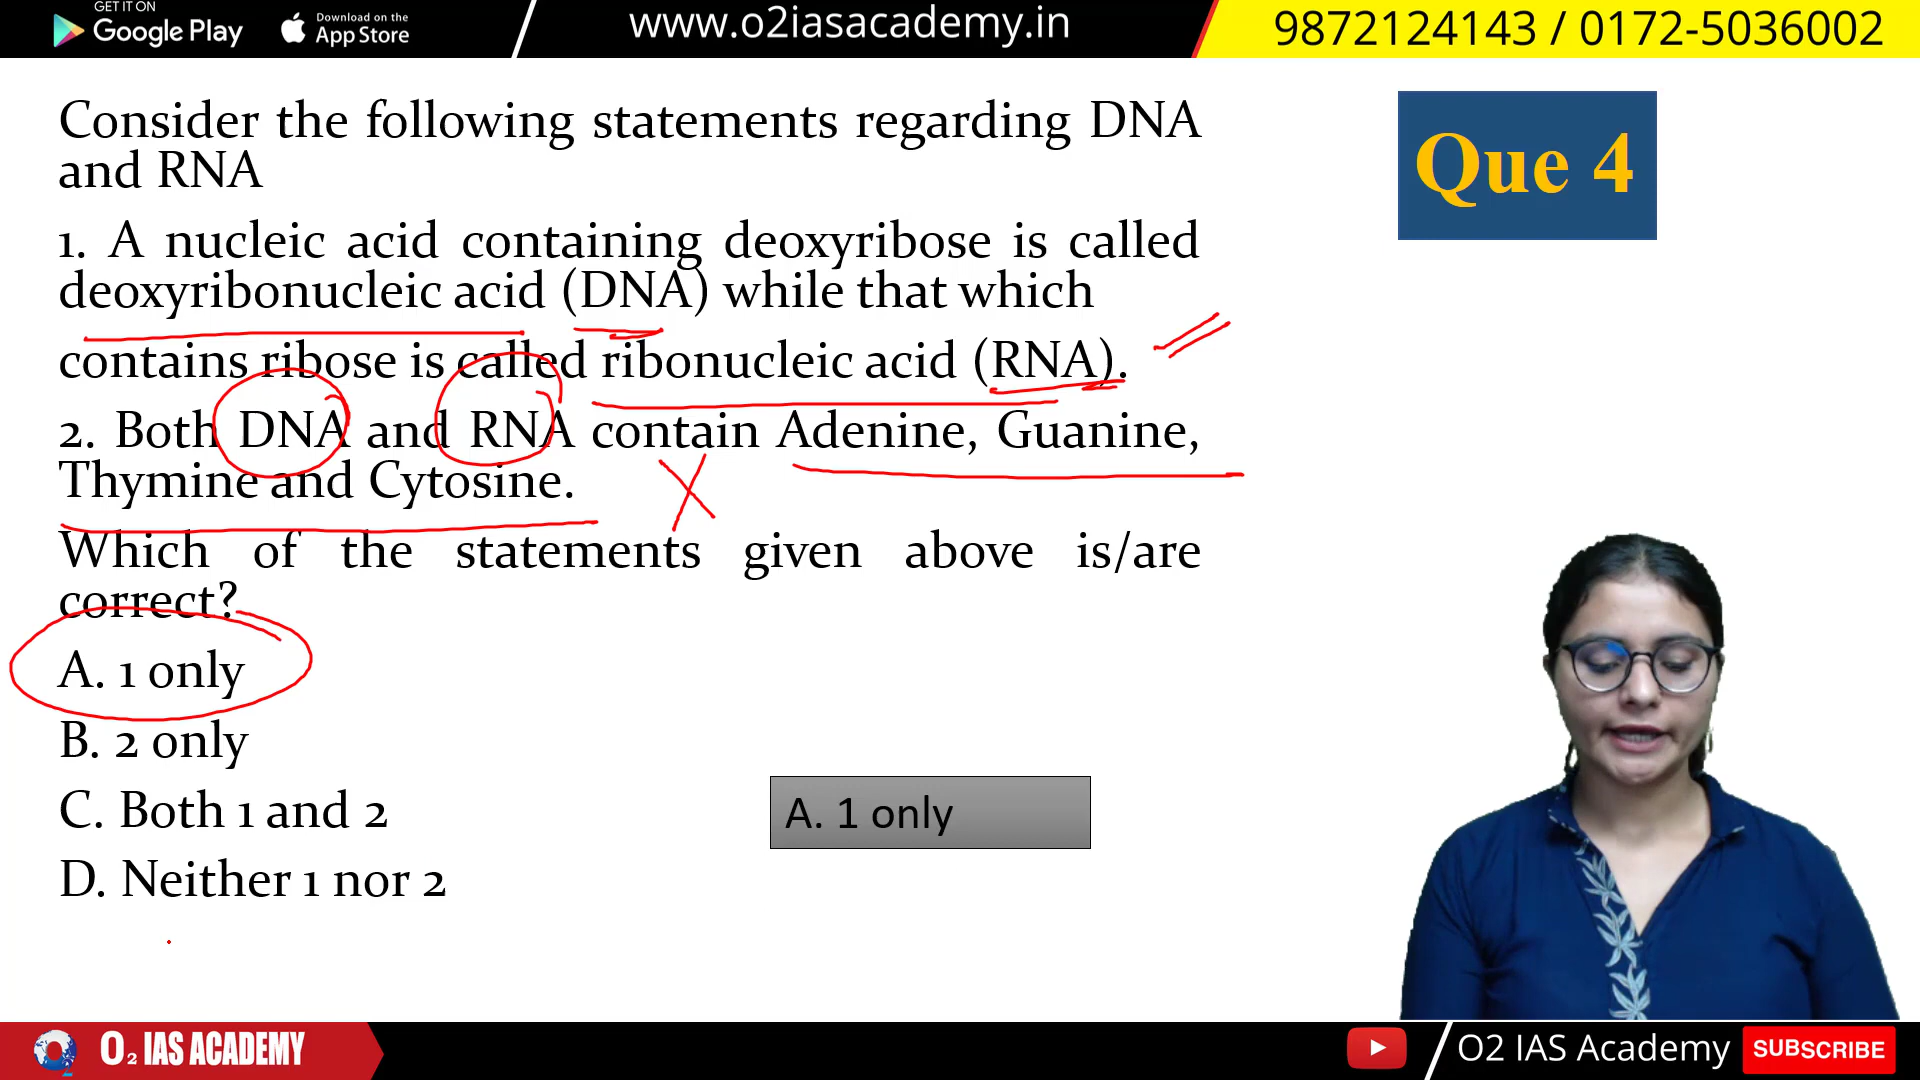 GET IT ON
Google Play
Download on the
App Store
www.o2iasacademy.in
9872124143 / 0172-5036002
Consider the following statements regarding DNA
and RNA
Que 4
1. A nucleic acid containing deoxyribose is called
deoxyribonucleic acid (DNA) while that which
contains ribose is called ribonucleic acid (RNA).
2. Both DNA and RNA contain Adenine, Guanine,
Thymine and Cytosine.
Which of the statements given above is/are
correct?
A. 1 only
B. 2 only
C. Both 1 and 2
A. 1 only
D. Neither 1 nor 2
O2 IAS ACADEMY
O2 IAS Academy
SUBSCRIBE